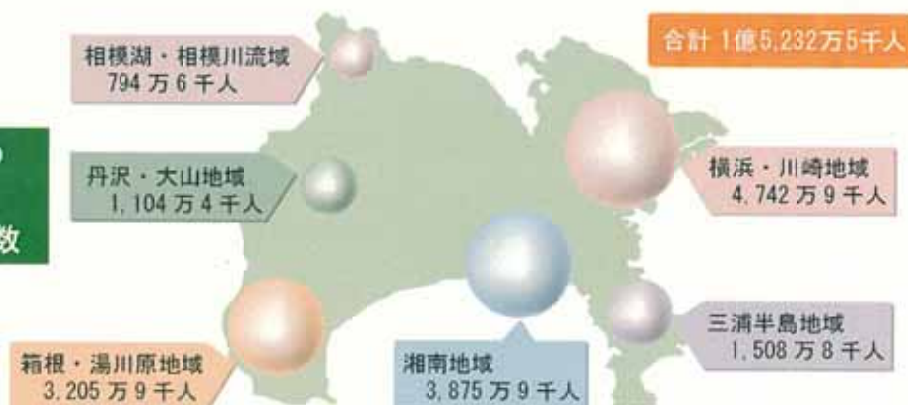 合計 1億5,232万5千人
相模湖・相模川流域
794万6千人
丹沢・大山地域
1,104万4千人
横浜・川崎地域
4,742万9千人
箱根・湯川原地域
3,205万9千人
湘南地域
3,875万9千人
三浦半島地域
1,508万8千人
数